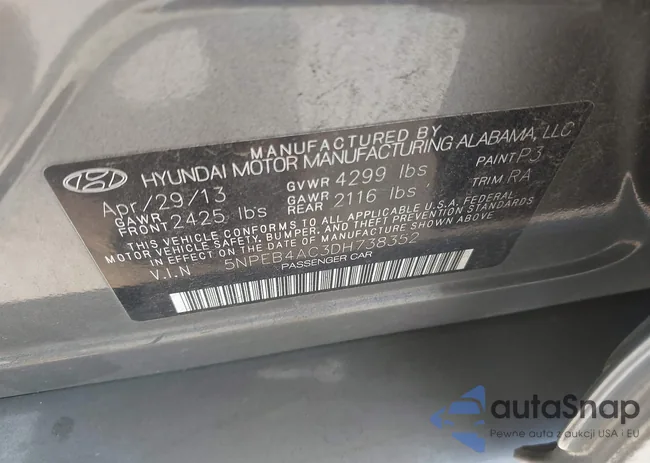 MANUFACTURED BY
HYUNDAI MOTOR MANUFACTURING ALABAMA, LLC
Apr/29/13 GVWR 4299 lbs PAINT P3
GAWR FRONT 2425 lbs GAWR REAR 2116 lbs TRIM RA
THIS VEHICLE CONFORMS TO ALL APPLICABLE U.S.A. FEDERAL
MOTOR VEHICLE SAFETY, BUMPER, AND THEFT PREVENTION STANDARDS
IN EFFECT ON THE DATE OF MANUFACTURE SHOWN ABOVE.
V.I.N 5NPEB4AC3DH738352
PASSENGER CAR
autoSnap
Pewne auta z aukcji USA i EU